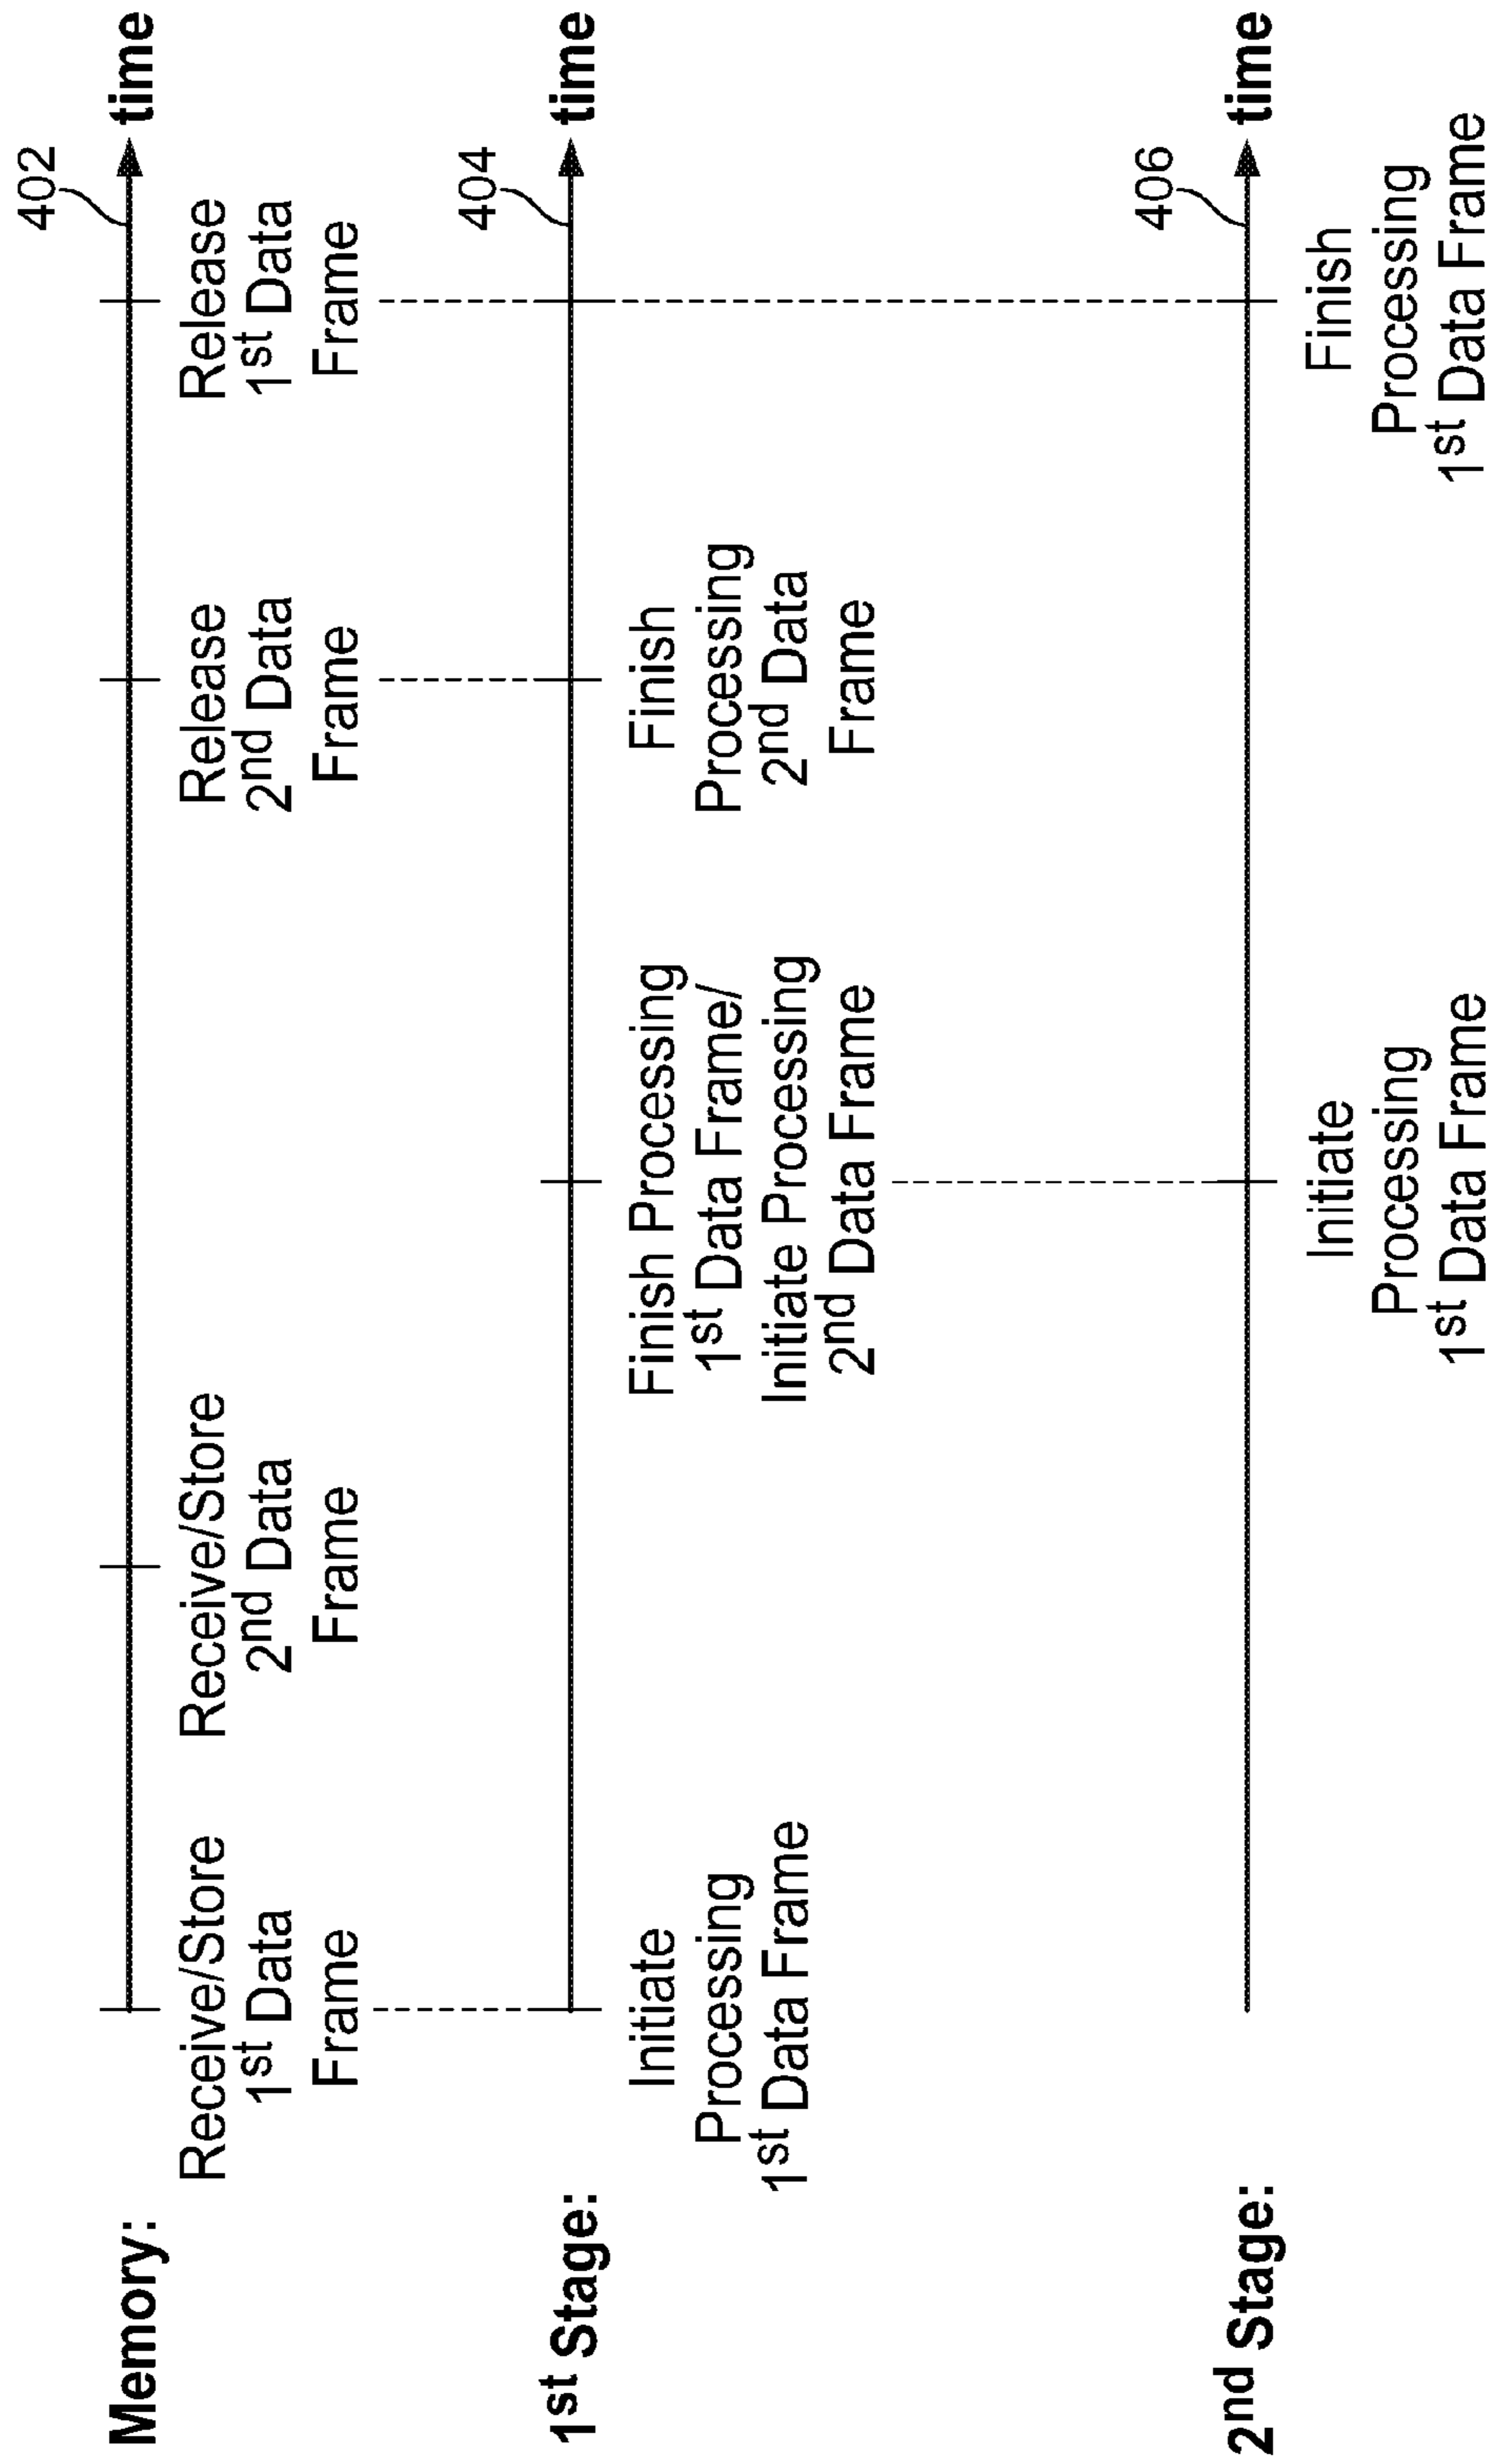 402
Memory:
time
Receive/Store
1st Data
Frame
Receive/Store
2nd Data
Frame
Release
2nd Data
Frame
Release
1st Data
Frame
404
1st Stage:
time
Initiate
Processing
1st Data Frame
Finish Processing
1st Data Frame/
Initiate Processing
2nd Data Frame
Finish
Processing
2nd Data
Frame
406
2nd Stage:
time
Initiate
Processing
1st Data Frame
Finish
Processing
1st Data Frame